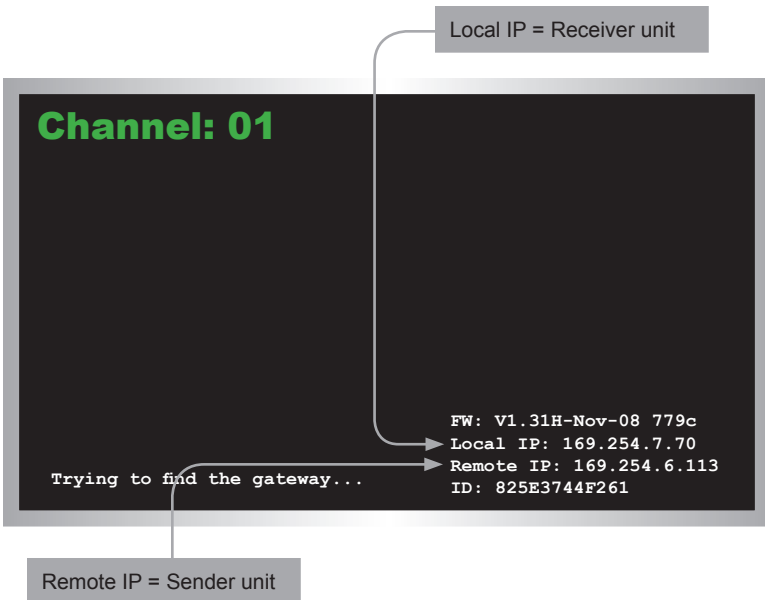 Local IP = Receiver unit
Channel: 01
FW: V1.31H-Nov-08 779c
Local IP: 169.254.7.70
Remote IP: 169.254.6.113
Trying to find the gateway...
ID: 825E3744F261
Remote IP = Sender unit